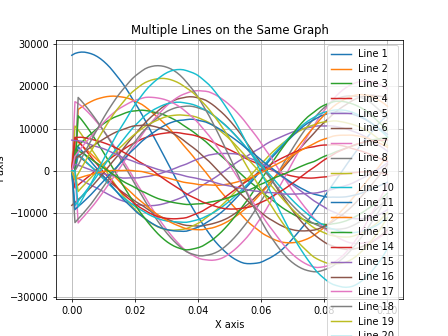 Multiple Lines on the Same Graph
30000
20000
10000
0
−10000
−20000
−30000
0.00
0.02
0.04
0.06
X axis
axis
Line 1
Line 2
Line 3
Line 4
Line 5
Line 6
Line 7
Line 8
Line 9
Line 10
Line 11
Line 12
Line 13
Line 14
Line 15
Line 16
Line 17
Line 18
Line 19
Line 20